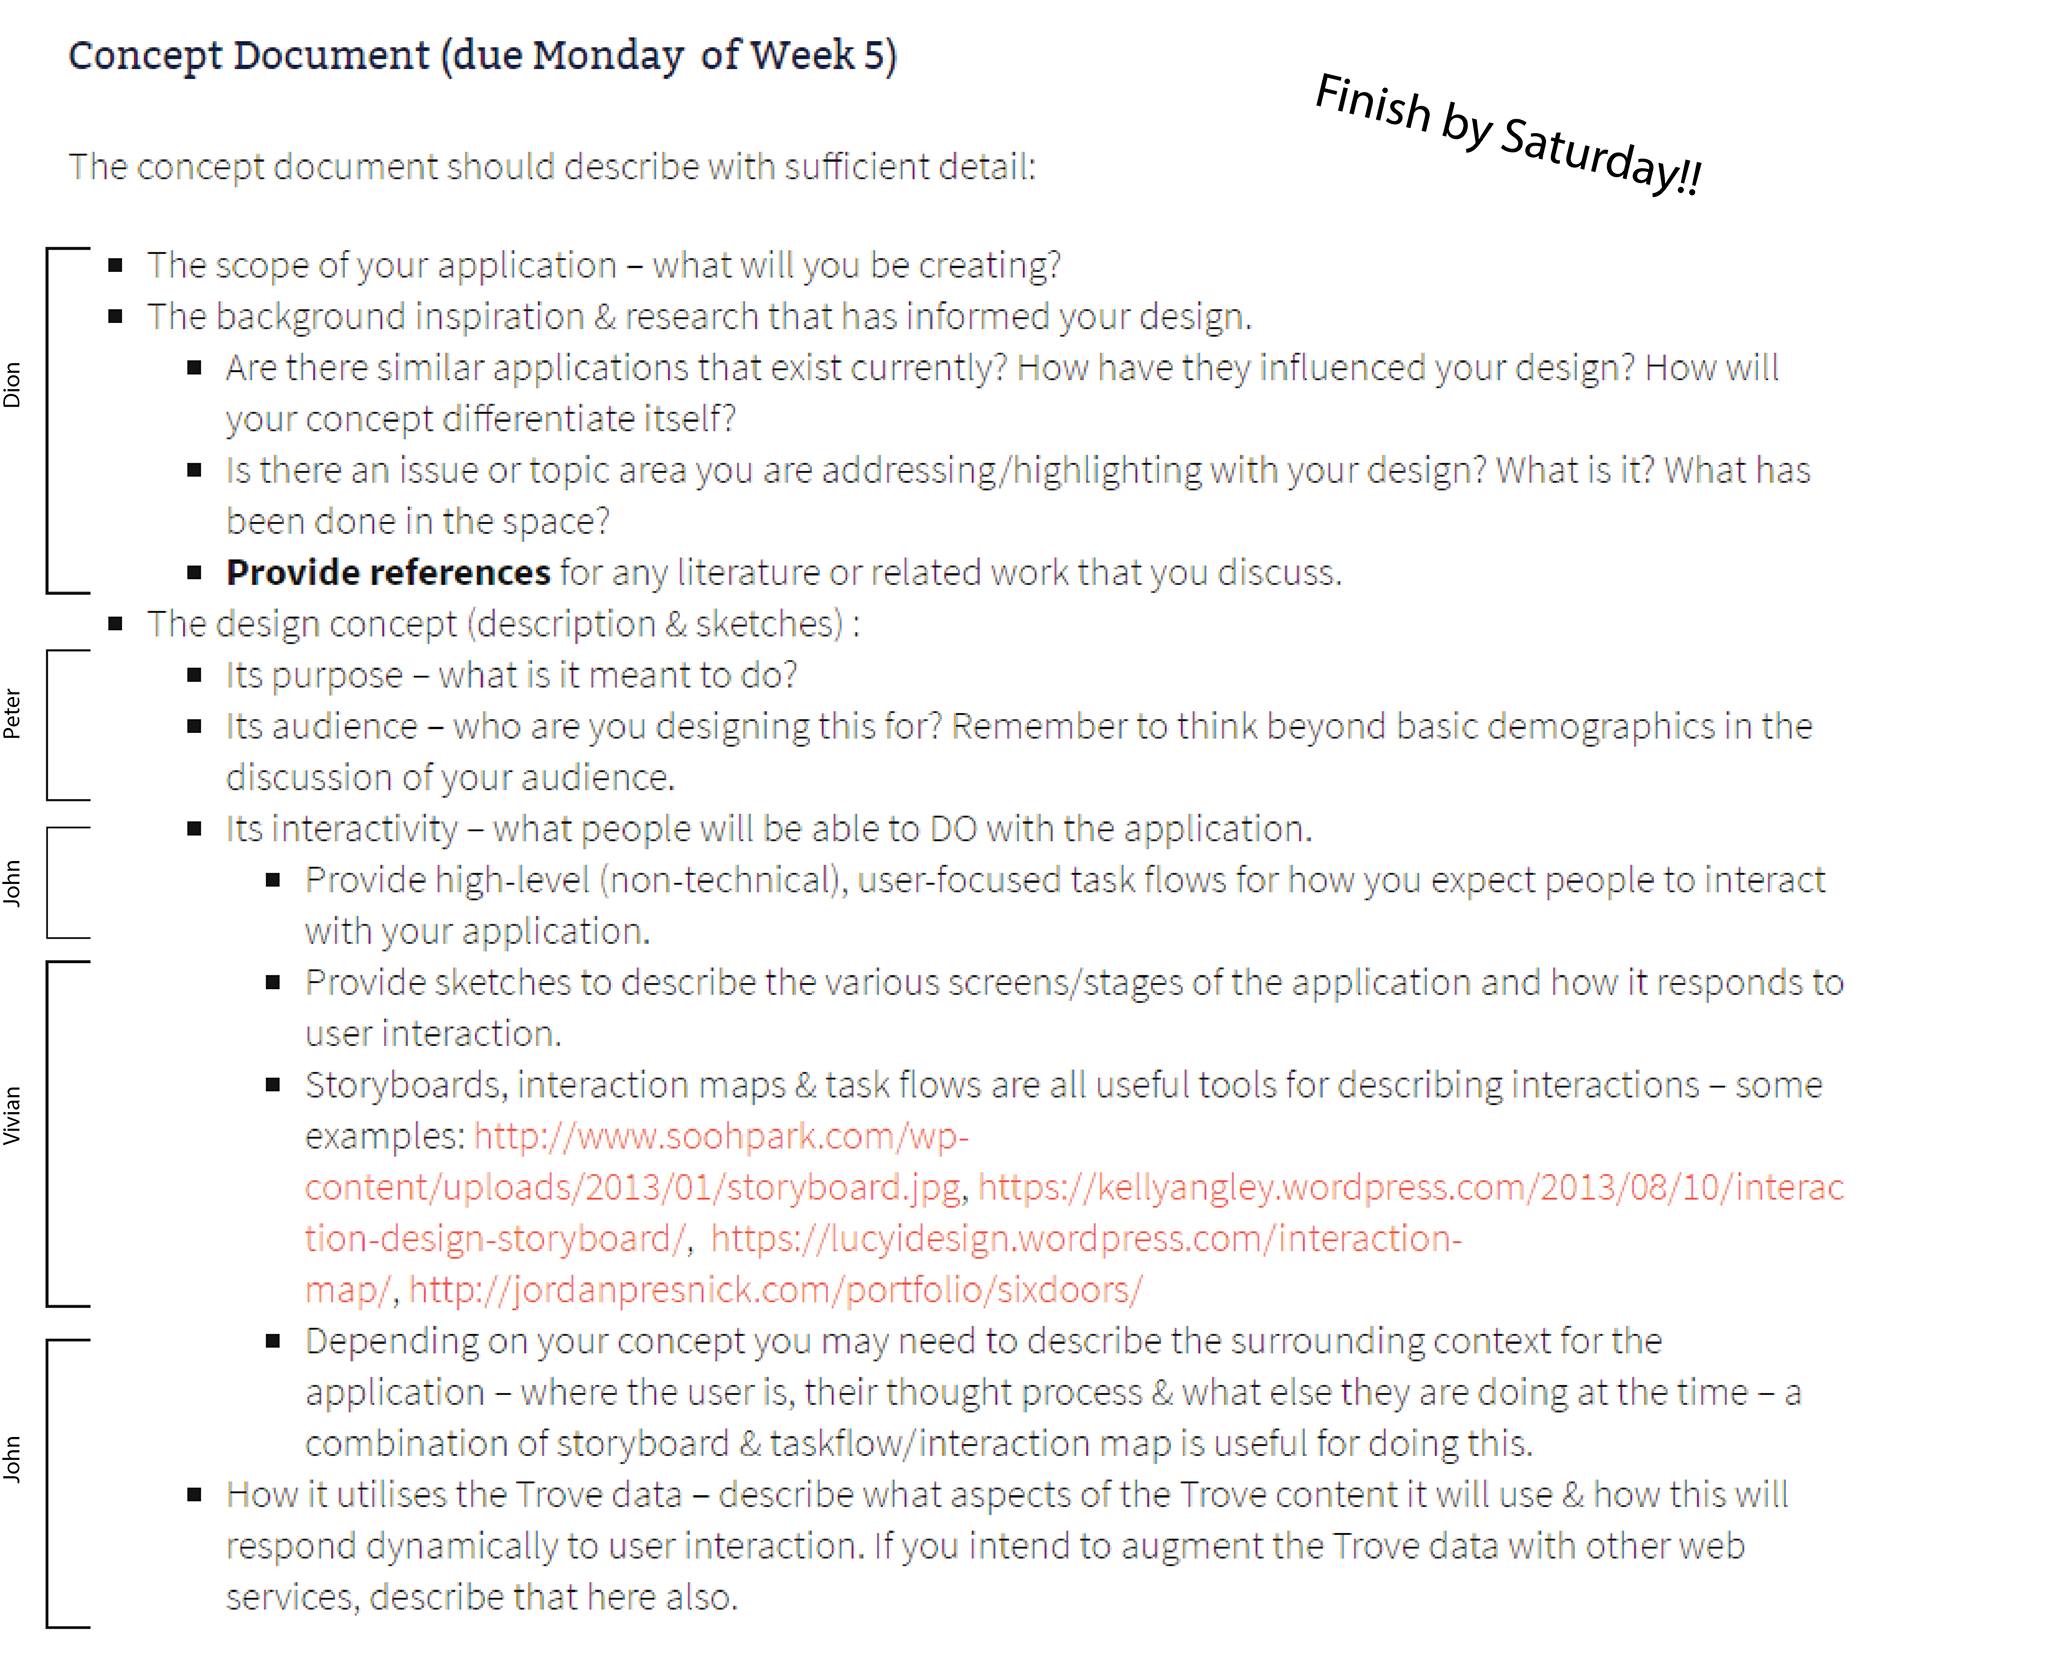 Concept Document (due Monday of Week 5)
Finish by Saturday!!
The concept document should describe with sufficient detail:
Dion
▪ The scope of your application – what will you be creating?
▪ The background inspiration & research that has informed your design.
▪ Are there similar applications that exist currently? How have they influenced your design? How will
your concept differentiate itself?
▪ Is there an issue or topic area you are addressing/highlighting with your design? What is it? What has
been done in the space?
▪ Provide references for any literature or related work that you discuss.
▪ The design concept (description & sketches) :
Peter
▪ Its purpose – what is it meant to do?
▪ Its audience – who are you designing this for? Remember to think beyond basic demographics in the
discussion of your audience.
John
▪ Its interactivity – what people will be able to DO with the application.
▪ Provide high-level (non-technical), user-focused task flows for how you expect people to interact
with your application.
Vivian
▪ Provide sketches to describe the various screens/stages of the application and how it responds to
user interaction.
▪ Storyboards, interaction maps & task flows are all useful tools for describing interactions – some
examples: http://www.soohpark.com/wp-
content/uploads/2013/01/storyboard.jpg, https://kellyangley.wordpress.com/2013/08/10/interac
tion-design-storyboard/, https://lucyidesign.wordpress.com/interaction-
map/, http://jordanpresnick.com/portfolio/sixdoors/
John
▪ Depending on your concept you may need to describe the surrounding context for the
application – where the user is, their thought process & what else they are doing at the time – a
combination of storyboard & taskflow/interaction map is useful for doing this.
▪ How it utilises the Trove data – describe what aspects of the Trove content it will use & how this will
respond dynamically to user interaction. If you intend to augment the Trove data with other web
services, describe that here also.